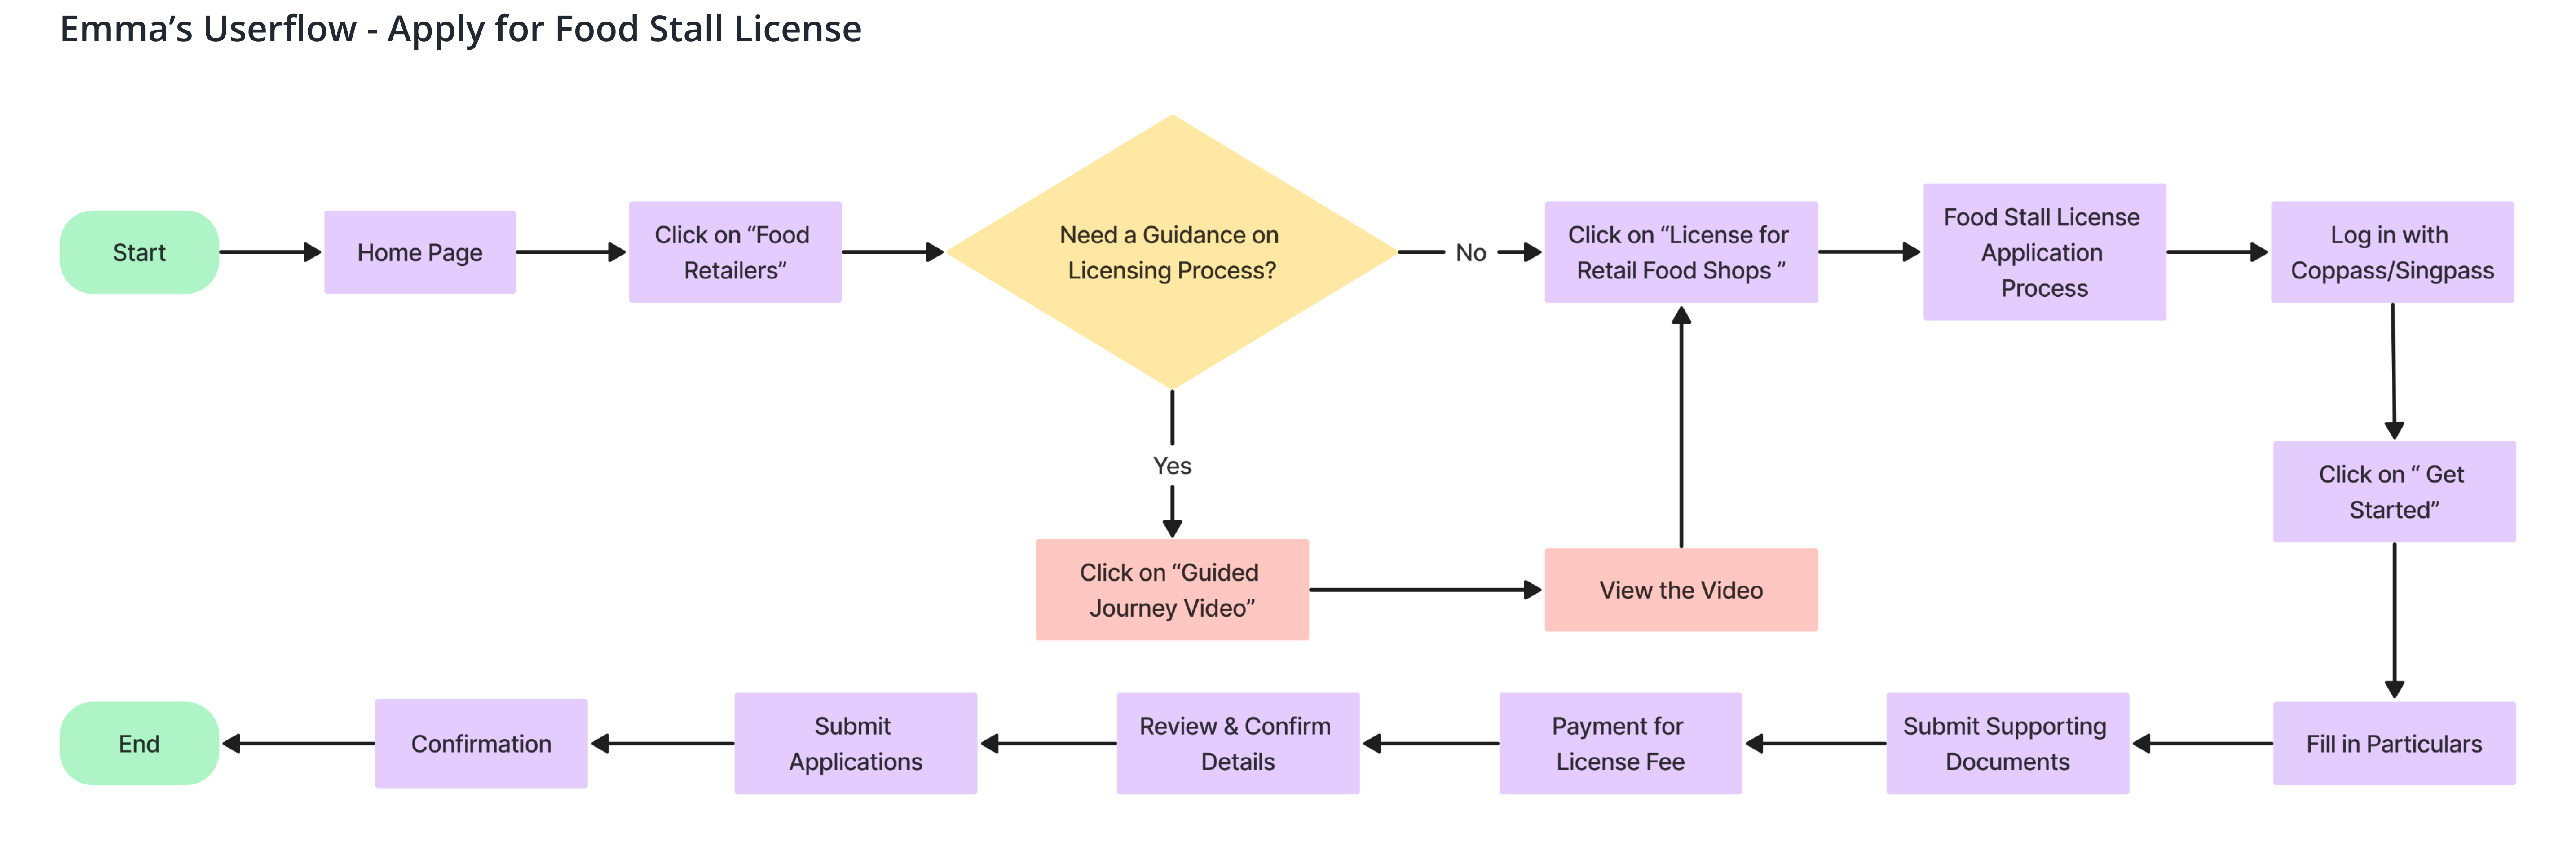 Emma’s Userflow - Apply for Food Stall License
Start
Home Page
Click on “Food
Retailers”
Need a Guidance on
Licensing Process?
No
Click on “License for
Retail Food Shops ”
Food Stall License
Application
Process
Log in with
Coppass/Singpass
Yes
Click on “Guided
Journey Video”
View the Video
Click on “ Get
Started”
Fill in Particulars
Submit Supporting
Documents
Payment for
License Fee
Review & Confirm
Details
Submit
Applications
Confirmation
End